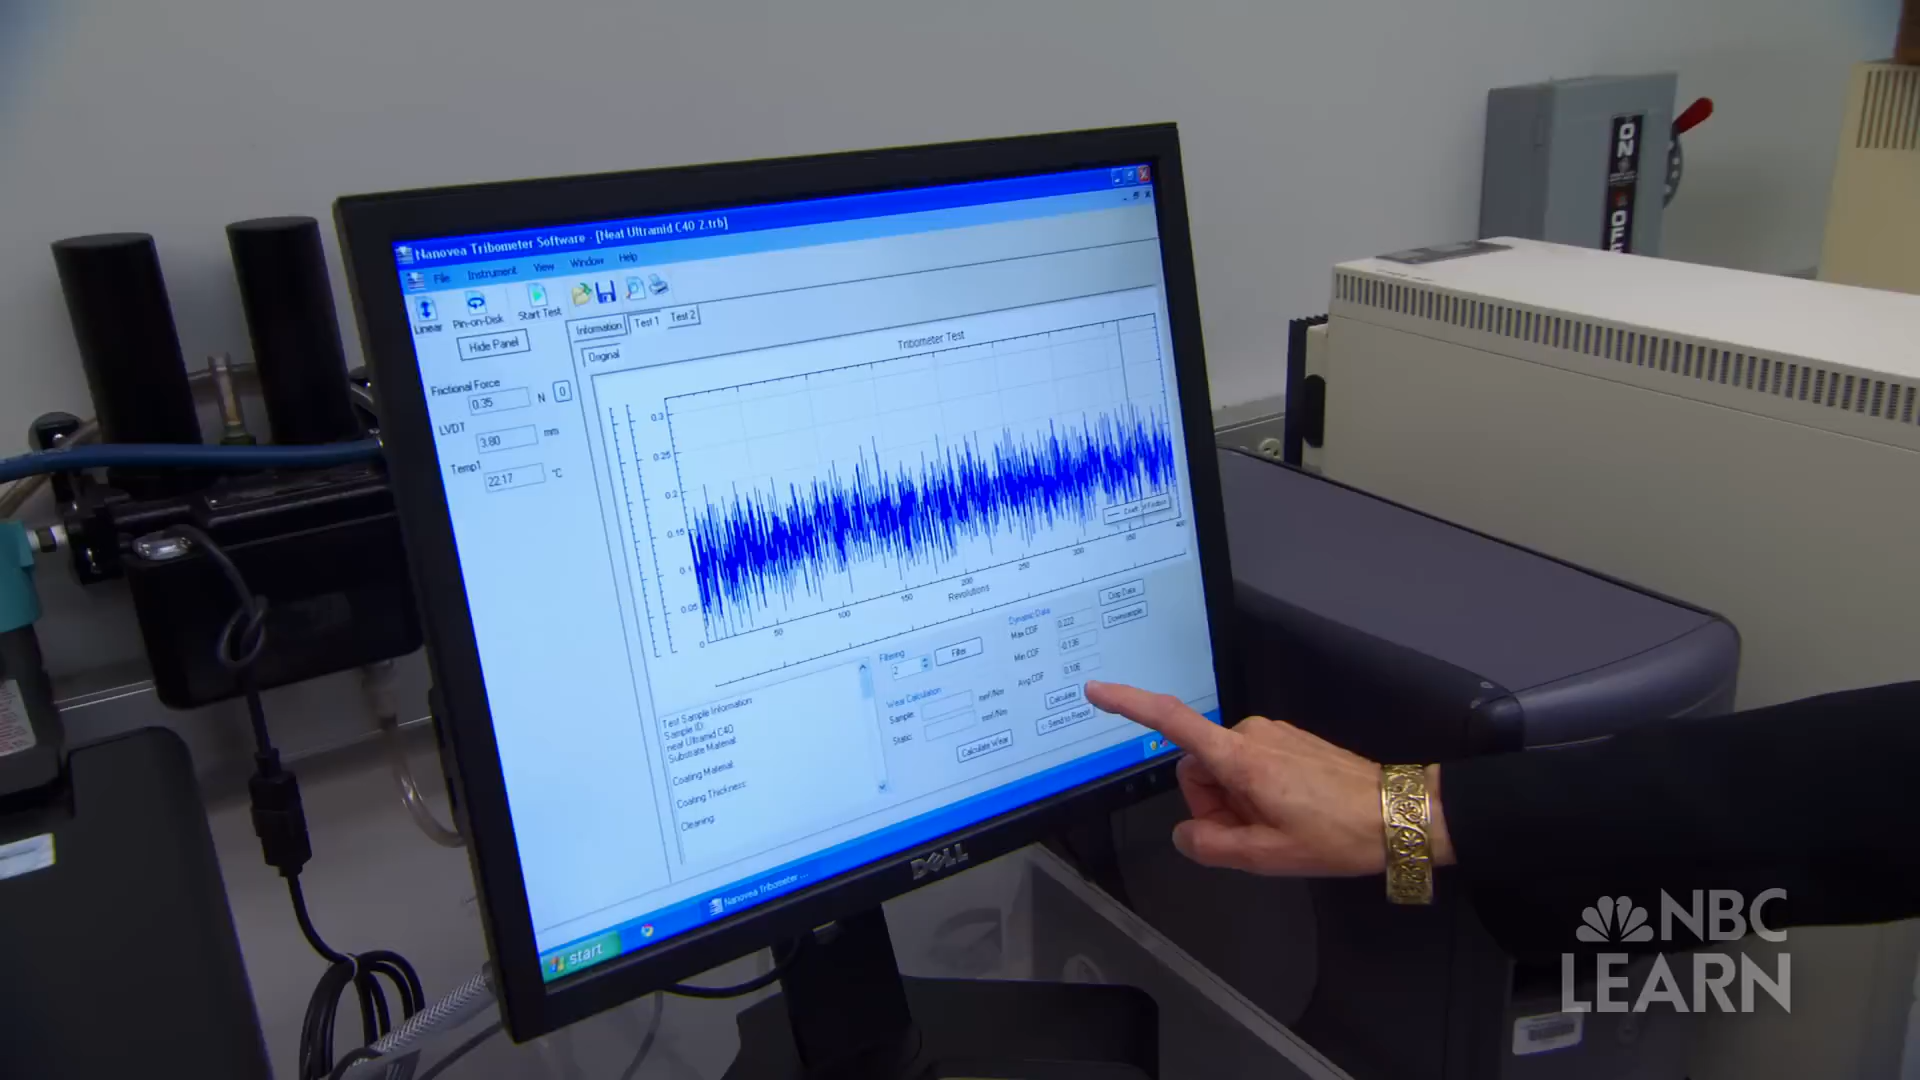 Nanovea Tribometer Software - [Neat Ultramid C40 2.trb]
File Instrument View Window Help
Linear Pin-on-Disk Start Test
Hide Panel
Information Test 1 Test 2
Original
Frictional Force
0.35 N 0
LVDT
3.80 mm
Temp1
22.17 °C
Tribometer Test
0.3
0.25
0.2
0.15
0.1
0.05
0
50 100 150 200 250 300 350 400
Revolutions
Test Sample Information:
Sample ID:
neat Ultramid C40
Substrate Material:
Coating Material:
Coating Thickness:
Cleaning:
Filtering
2 Filter
Wear Calculation
Sample:
Static:
Calculate Wear
Dynamic Data
Max COF 0.222
Min COF -0.136
Avg COF 0.106
Calculate
<- Send to Report
Crop Data
Downsample
Nanovea Tribometer ...
start
DELL
ON
NBC
LEARN